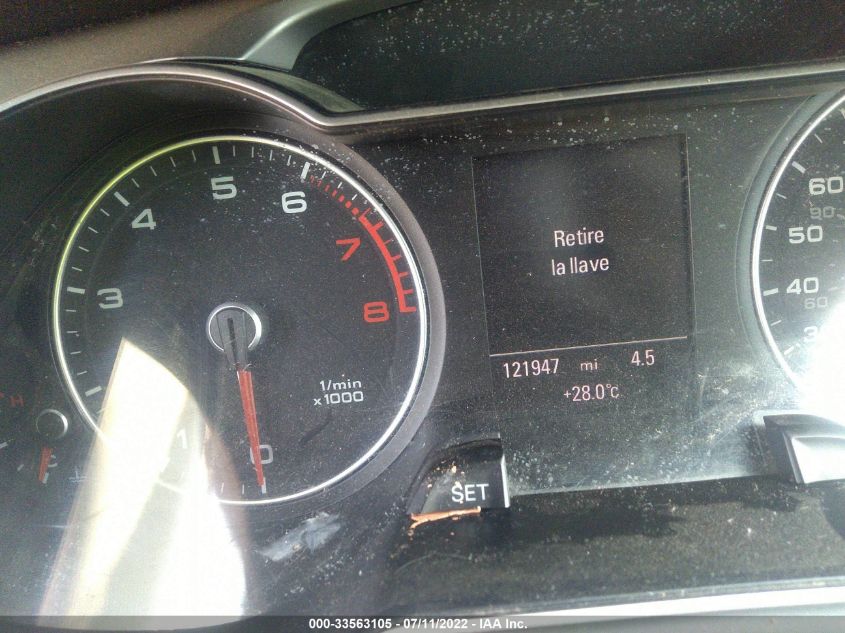 5
6
4
7
3
8
1/min
x1000
1
0
H
C
Retire
la llave
121947 mi 4.5
+28.0°C
SET
60
50
40
60
000-33563105 - 07/11/2022 - IAA Inc.